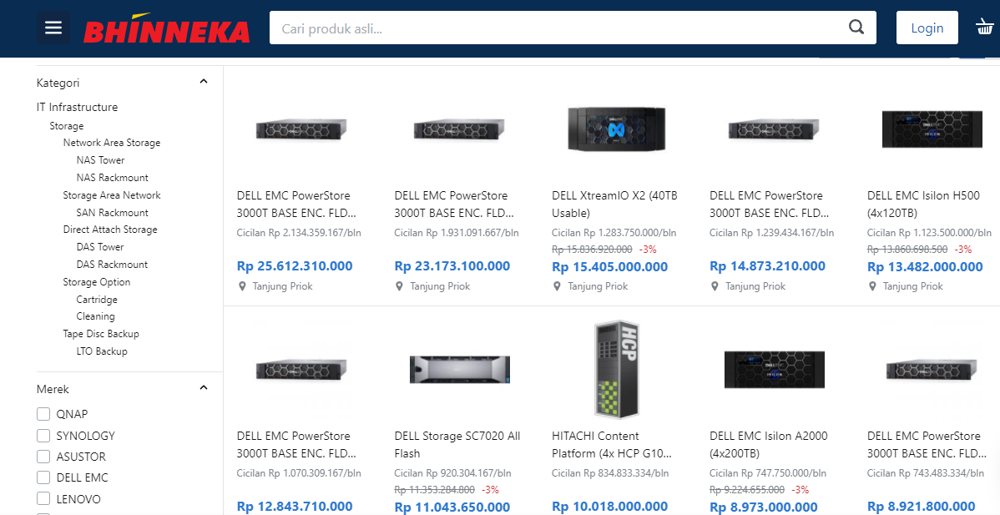 BHINNEKA
Cari produk asli...
Login
Kategori
IT Infrastructure
Storage
Network Area Storage
NAS Tower
NAS Rackmount
Storage Area Network
SAN Rackmount
Direct Attach Storage
DAS Tower
DAS Rackmount
Storage Option
Cartridge
Cleaning
Tape Disc Backup
LTO Backup
Merek
QNAP
SYNOLOGY
ASUSTOR
DELL EMC
LENOVO
DELL EMC PowerStore
3000T BASE ENC. FLD...
Cicilan Rp 2.134.359.167/bln
Rp 25.612.310.000
Tanjung Priok
DELL EMC PowerStore
3000T BASE ENC. FLD...
Cicilan Rp 1.931.091.667/bln
Rp 23.173.100.000
Tanjung Priok
DELL XtreamIO X2 (40TB
Usable)
Cicilan Rp 1.283.750.000/bln
Rp 15.836.920.000 -3%
Rp 15.405.000.000
Tanjung Priok
DELL EMC PowerStore
3000T BASE ENC. FLD...
Cicilan Rp 1.239.434.167/bln
Rp 14.873.210.000
Tanjung Priok
DELL EMC Isilon H500
(4x120TB)
Cicilan Rp 1.123.500.000/bln
Rp 13.860.698.500 -3%
Rp 13.482.000.000
Tanjung Priok
DELL EMC PowerStore
3000T BASE ENC. FLD...
Cicilan Rp 1.070.309.167/bln
Rp 12.843.710.000
DELL Storage SC7020 All
Flash
Cicilan Rp 920.304.167/bln
Rp 11.353.284.800 -3%
Rp 11.043.650.000
HCP
HITACHI Content
Platform (4x HCP G10...
Cicilan Rp 834.833.334/bln
Rp 10.018.000.000
ISILON
DELL EMC Isilon A2000
(4x200TB)
Cicilan Rp 747.750.000/bln
Rp 9.224.655.000 -3%
Rp 8.973.000.000
DELL EMC PowerStore
3000T BASE ENC. FLD...
Cicilan Rp 743.483.334/bln
Rp 8.921.800.000